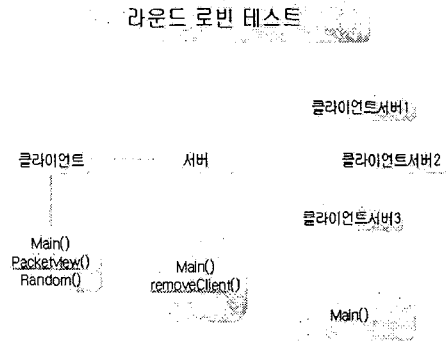 라운드 로빈 테스트
클라이언트서버1
클라이언트
서버
클라이언트서버2
클라이언트서버3
Main()
PacketView()
Random()
Main()
removeClient()
Main()